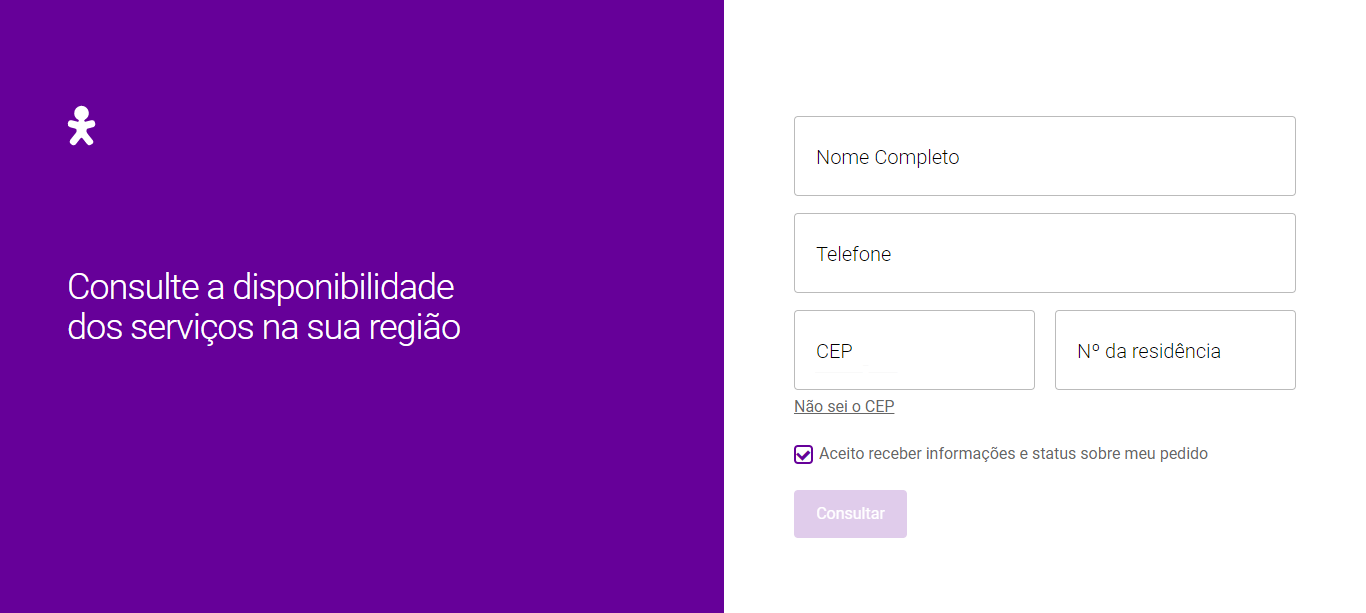 Consulte a disponibilidade
dos serviços na sua região
Nome Completo
Telefone
CEP
Nº da residência
Não sei o CEP
Aceito receber informações e status sobre meu pedido
Consultar